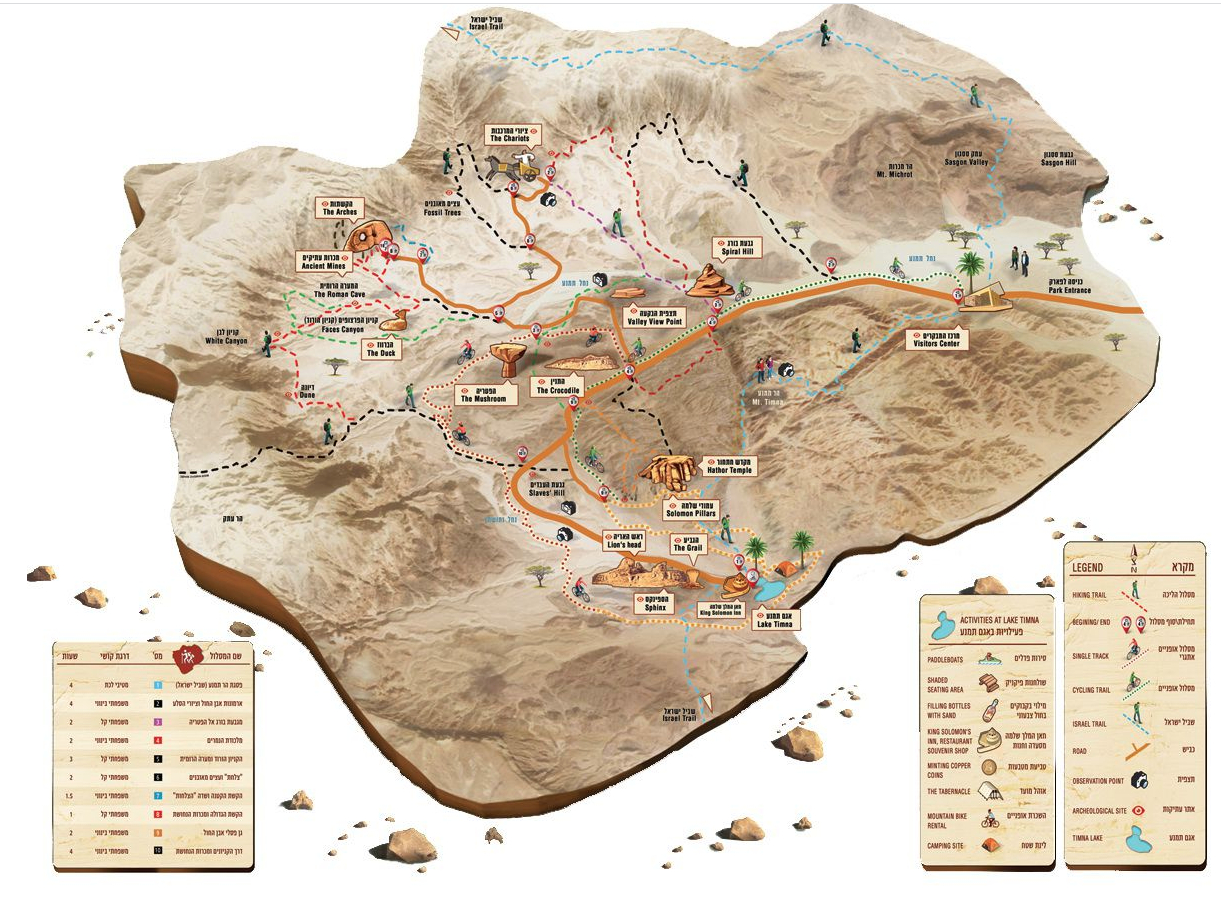 שביל ישראל
Israel Trail
ציורי המרכבות
The Chariots
עצים מאובנים
Fossil Trees
הר מכרות
Mt. Michrot
עמק ססגון
Sasgon Valley
גבעת ססגון
Sasgon Hill
הקשתות
The Arches
מכרות עתיקים
Ancient Mines
המערה הרומית
The Roman Cave
גבעת בורג
Spiral Hill
נחל תמנע
נחל תמנע
כניסה לפארק
Park Entrance
קניון לבן
White Canyon
קניון הפרצופים (קניון ורוד)
Faces Canyon
הברווז
The Duck
תצפית הבקעה
Valley View Point
מרכז המבקרים
Visitors Center
דיונה
Dune
הפטריה
The Mushroom
התנין
The Crocodile
הר תמנע
Mt. Timna
מקדש חתחור
Hathor Temple
גבעת העבדים
Slaves' Hill
עמודי שלמה
Solomon Pillars
הר עתק
ראש האריה
Lion's head
הגביע
The Grail
הספינקס
Sphinx
חאן המלך שלמה
King Solomon Inn
אגם תמנע
Lake Timna
שביל ישראל
Israel Trail
שם המסלול מס' דרגת קושי שעות
פסגת הר תמנע (שביל ישראל) 1 מיטיבי לכת 4
ארמונות אבן החול וציורי הסלע 2 משפחתי בינוני 4
מגבעת בורג אל הפטריה 3 משפחתי קל 2
מלכודת הנמרים 4 משפחתי בינוני 2
הקניון הורוד והמערה הרומית 5 משפחתי קל 3
"צלחות" ועצים מאובנים 6 משפחתי קל 2
הקשת הקטנה ושדה "הצלחות" 7 משפחתי בינוני 1.5
הקשת הגדולה ומכרות הנחושת 8 משפחתי קל 1
גן פסלי אבן החול 9 משפחתי בינוני 2
דרך הקניונים ומכרות הנחושת 10 משפחתי בינוני 4
ACTIVITIES AT LAKE TIMNA
פעילויות באגם תמנע
PADDLEBOATS סירות פדלים
SHADED
SEATING AREA שולחנות פיקניק
FILLING BOTTLES מילוי בקבוקים
WITH SAND בחול צבעוני
KING SOLOMON'S
INN, RESTAURANT חאן המלך שלמה
SOUVENIR SHOP מסעדה וחנות
MINTING COPPER
COINS טביעת מטבעות
THE TABERNACLE אוהל מועד
MOUNTAIN BIKE
RENTAL השכרת אופניים
CAMPING SITE לינת שטח
LEGEND N מקרא
HIKING TRAIL מסלול הליכה
BEGINING/ END תחילת/סוף מסלול
SINGLE TRACK מסלול אופניים
אתגרי
CYCLING TRAIL מסלול אופניים
ISRAEL TRAIL שביל ישראל
ROAD כביש
OBSERVATION POINT תצפית
ARCHEOLOGICAL SITE אתר עתיקות
TIMNA LAKE אגם תמנע